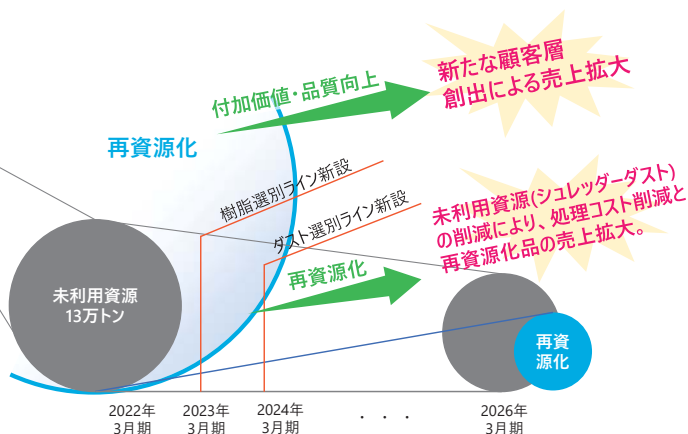 新たな顧客層
創出による売上拡大
付加価値・品質向上
再資源化
樹脂選別ライン新設
ダスト選別ライン新設
未利用資源(シュレッダーダスト)
の削減により、処理コスト削減と
再資源化品の売上拡大。
再資源化
未利用資源
13万トン
再資
源化
2022年
3月期
2023年
3月期
2024年
3月期
・・・
2026年
3月期